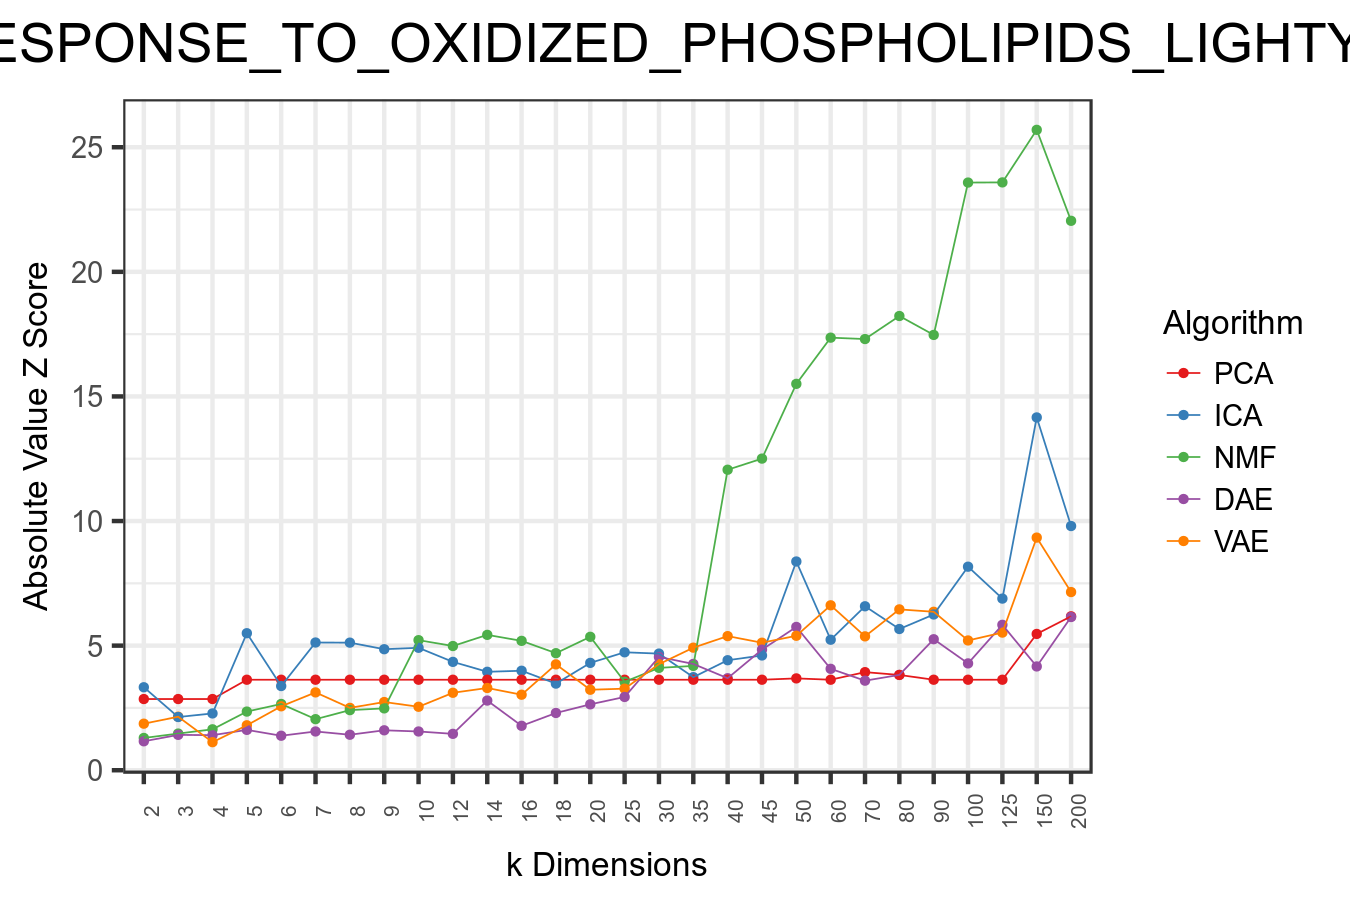 ESPONSE_TO_OXIDIZED_PHOSPHOLIPIDS_LIGHTY
25
20
15
10
5
0
Absolute Value Z Score
2 3 4 5 6 7 8 9 10 12 14 16 18 20 25 30 35 40 45 50 60 70 80 90 100 125 150 200
k Dimensions
Algorithm
PCA
ICA
NMF
DAE
VAE